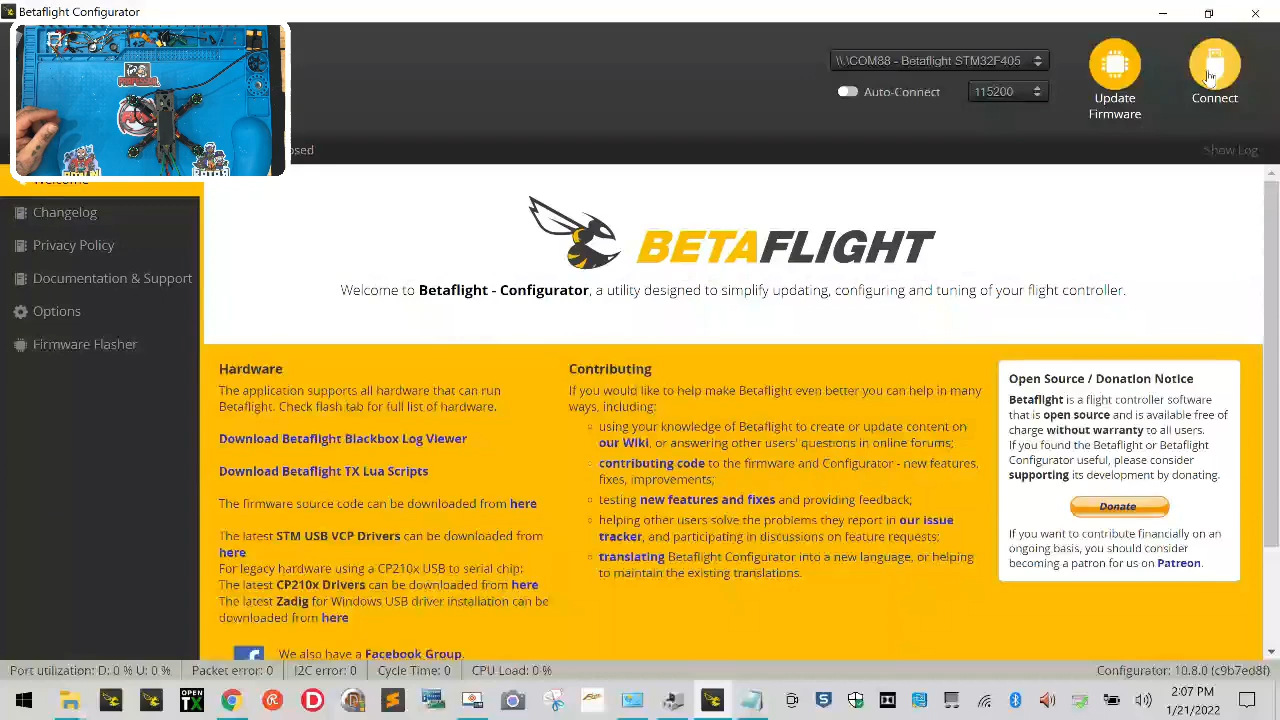 Betaflight Configurator
\\.\COM88 - Betaflight STM32F405
Auto-Connect
115200
Update
Firmware
Connect
Show Log
Welcome
Changelog
Privacy Policy
Documentation & Support
Options
Firmware Flasher
BETAFLIGHT
Welcome to Betaflight - Configurator, a utility designed to simplify updating, configuring and tuning of your flight controller.
Hardware
The application supports all hardware that can run
Betaflight. Check flash tab for full list of hardware.
Download Betaflight Blackbox Log Viewer
Download Betaflight TX Lua Scripts
The firmware source code can be downloaded from here
The latest STM USB VCP Drivers can be downloaded from
here
For legacy hardware using a CP210x USB to serial chip:
The latest CP210x Drivers can be downloaded from here
The latest Zadig for Windows USB driver installation can be
downloaded from here
We also have a Facebook Group.
Contributing
If you would like to help make Betaflight even better you can help in many
ways, including:
using your knowledge of Betaflight to create or update content on
our Wiki, or answering other users' questions in online forums;
contributing code to the firmware and Configurator - new features,
fixes, improvements;
testing new features and fixes and providing feedback;
helping other users solve the problems they report in our issue
tracker, and participating in discussions on feature requests;
translating Betaflight Configurator into a new language, or helping
to maintain the existing translations.
Open Source / Donation Notice
Betaflight is a flight controller software
that is open source and is available free of
charge without warranty to all users.
If you found the Betaflight or Betaflight
Configurator useful, please consider
supporting its development by donating.
Donate
If you want to contribute financially on an
ongoing basis, you should consider
becoming a patron for us on Patreon.
Port utilization: D: 0 % U: 0 %
Packet error: 0
I2C error: 0
Cycle Time: 0
CPU Load: 0 %
Configurator: 10.8.0 (c9b7ed8f)
OPEN
TX
2:07 PM
1/21/2022